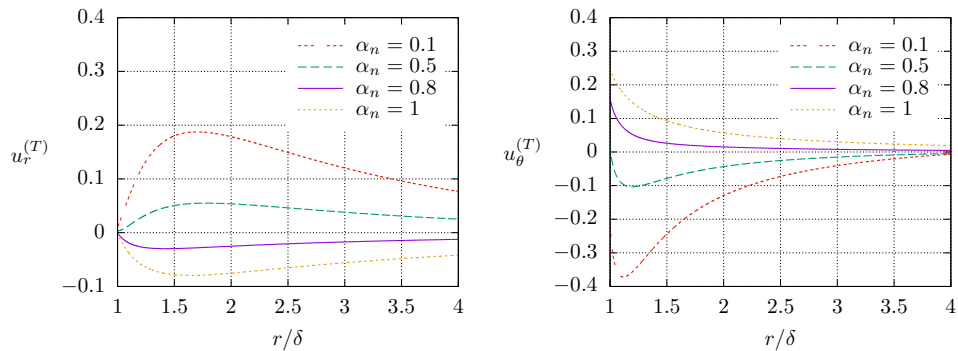 0.4
0.3
0.2
0.1
0
−0.1
u_r^{(T)}
α_n = 0.1
α_n = 0.5
α_n = 0.8
α_n = 1
1 1.5 2 2.5 3 3.5 4
r/δ
0.4
0.3
0.2
0.1
0
−0.1
−0.2
−0.3
−0.4
u_θ^{(T)}
α_n = 0.1
α_n = 0.5
α_n = 0.8
α_n = 1
1 1.5 2 2.5 3 3.5 4
r/δ